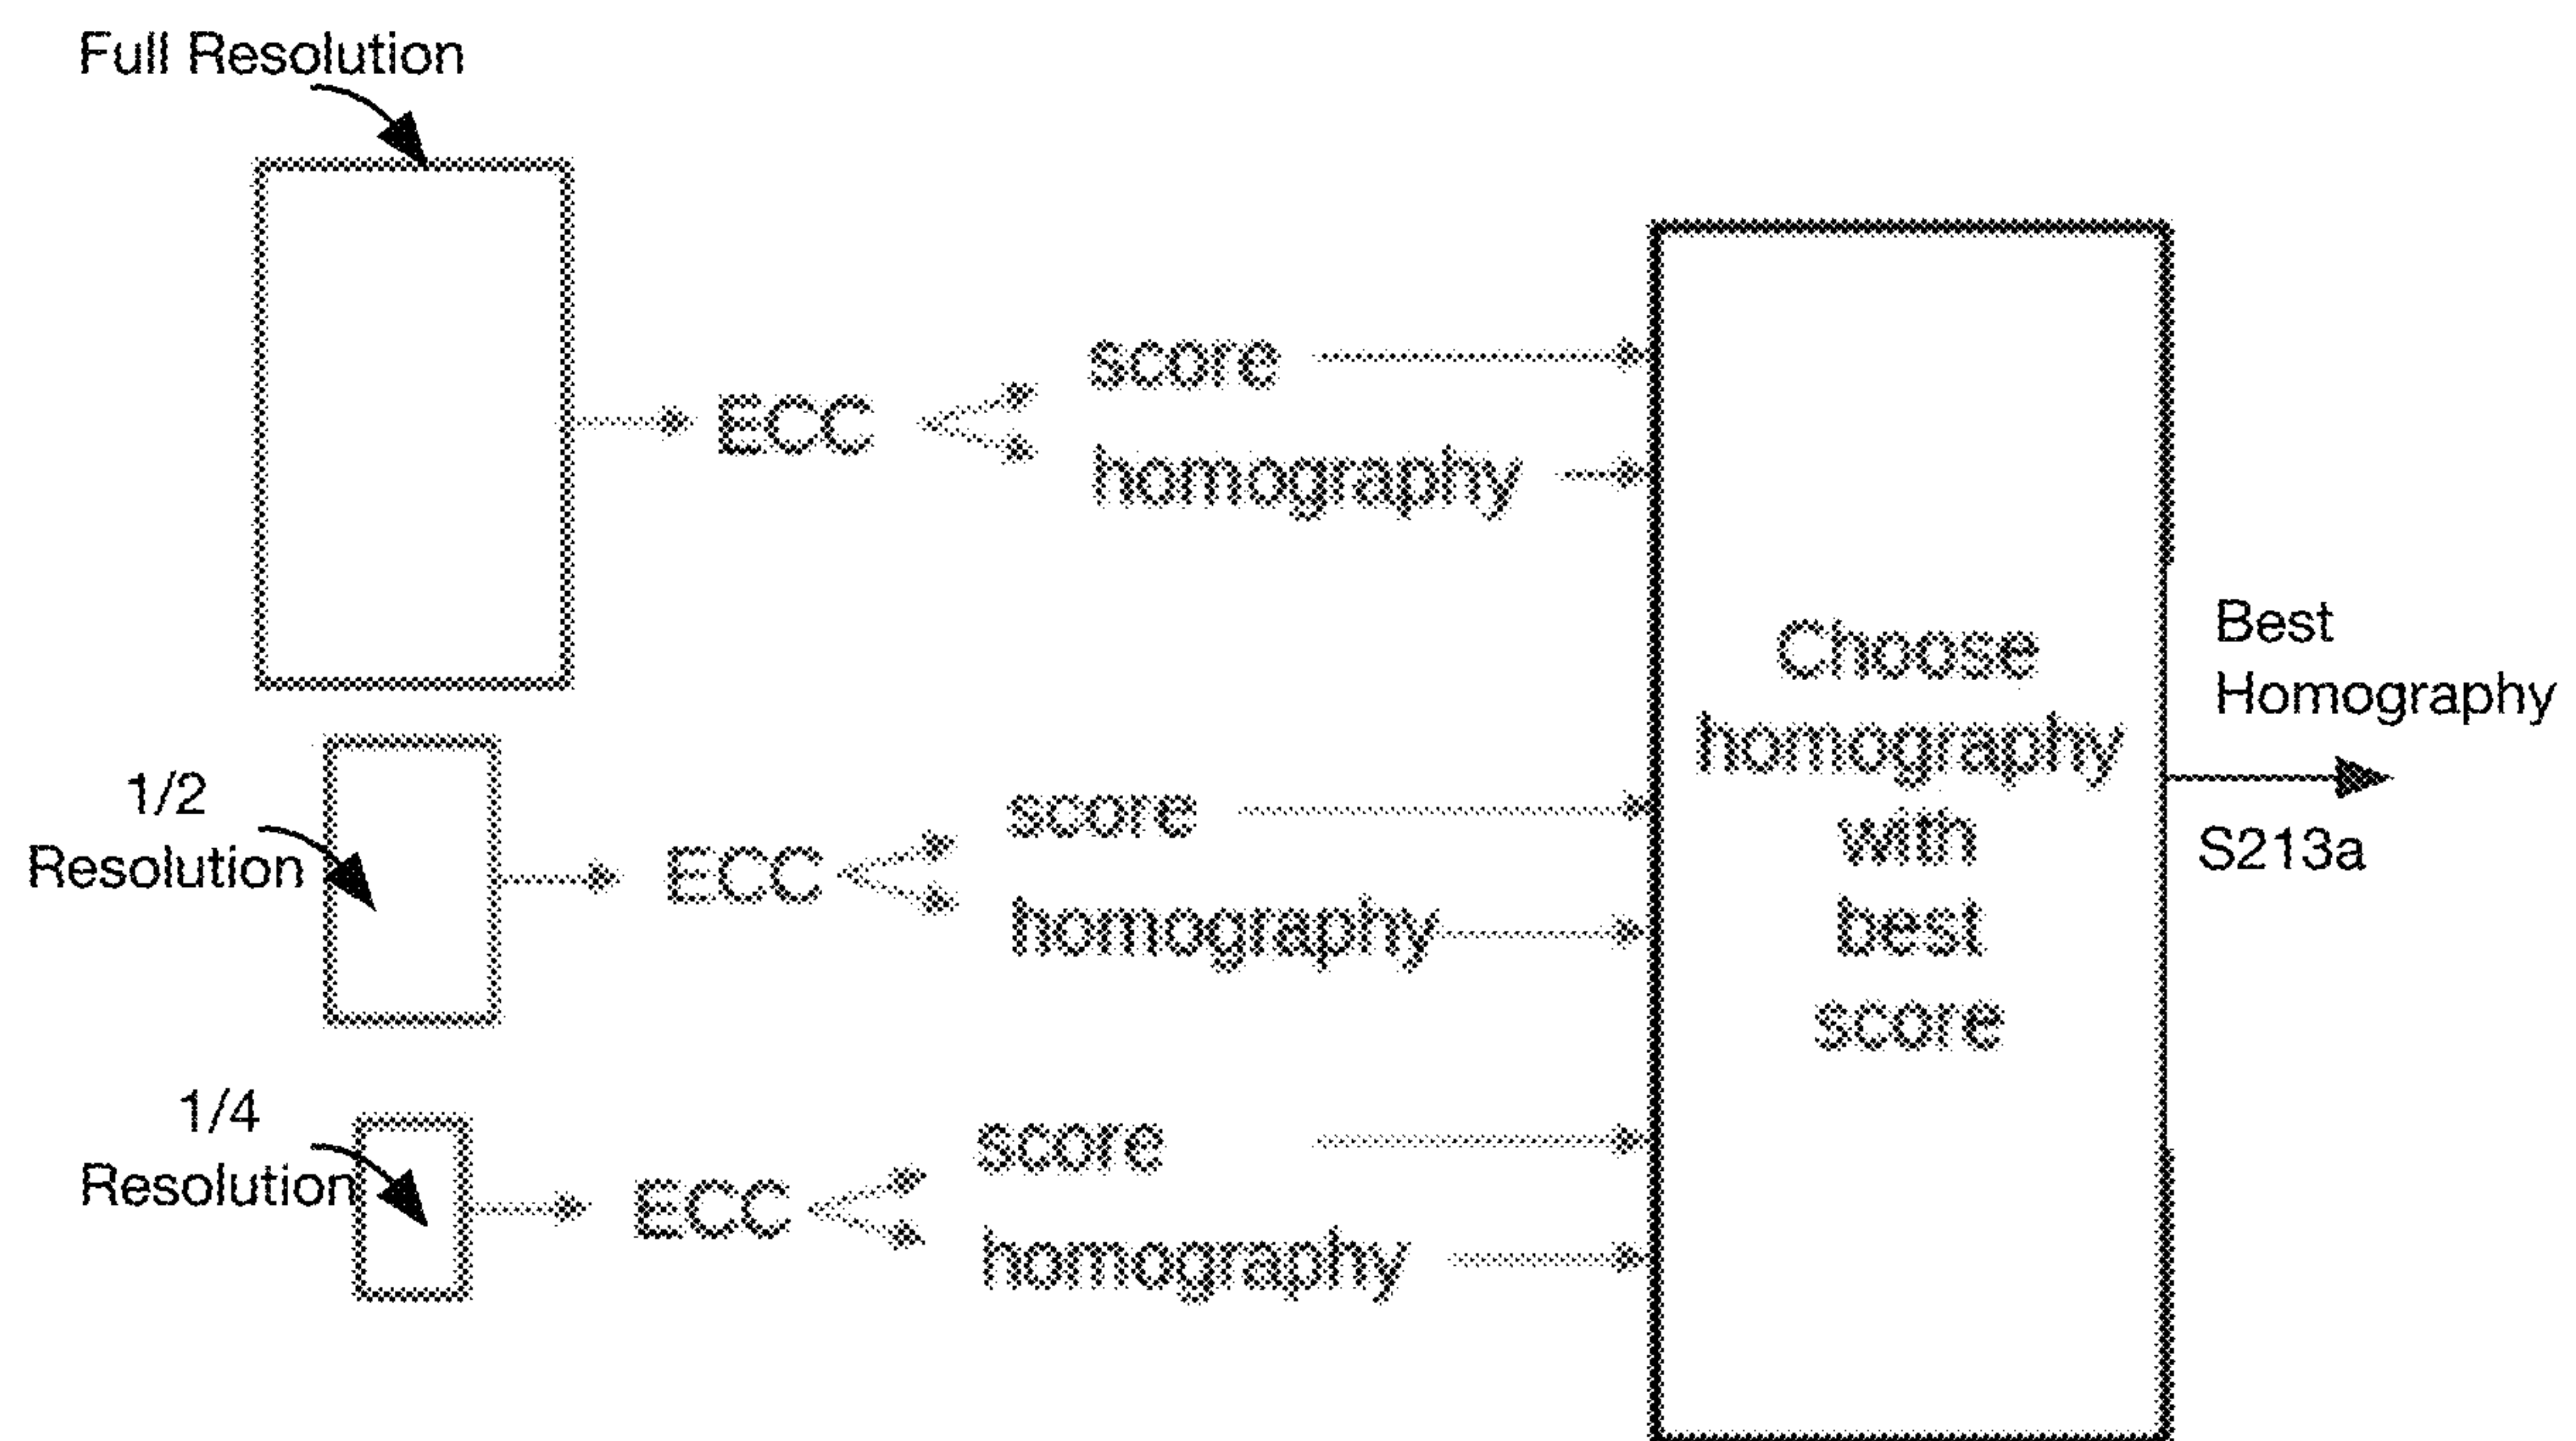 Full Resolution
ECC
score
homography
1/2
Resolution
ECC
score
homography
1/4
Resolution
ECC
score
homography
Choose
homography
with
best
score
Best
Homography
S213a